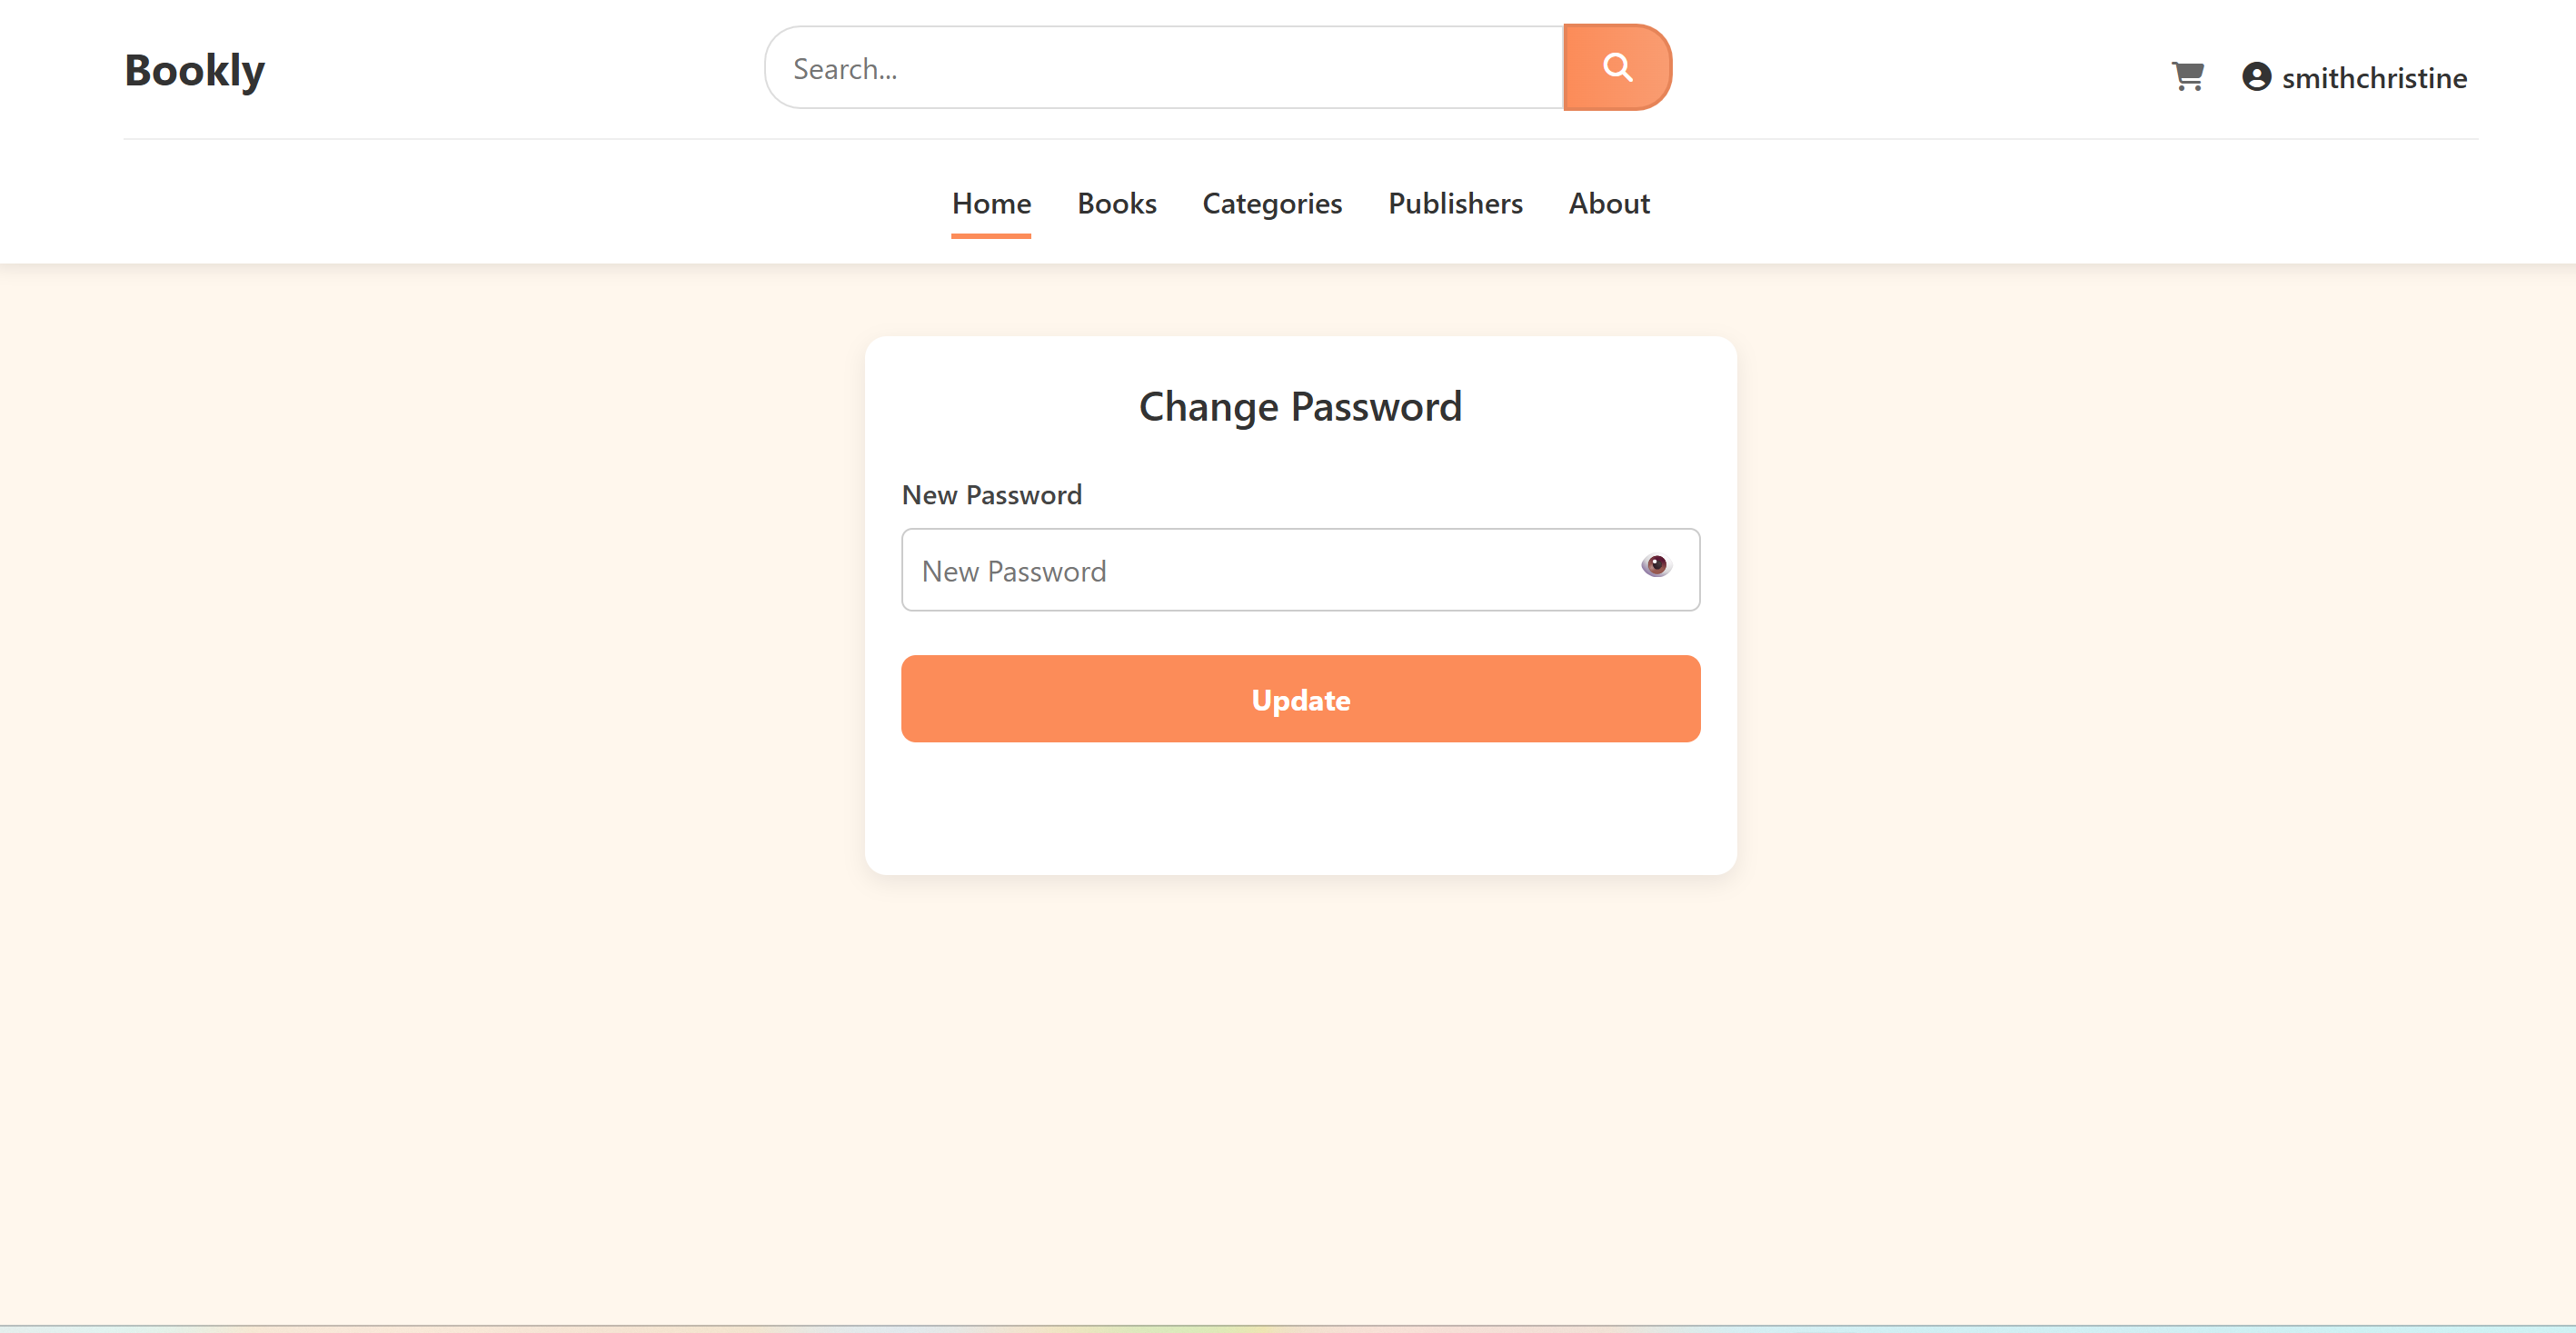 Bookly
Search...
smithchristine
Home Books Categories Publishers About
Change Password
New Password
New Password
Update